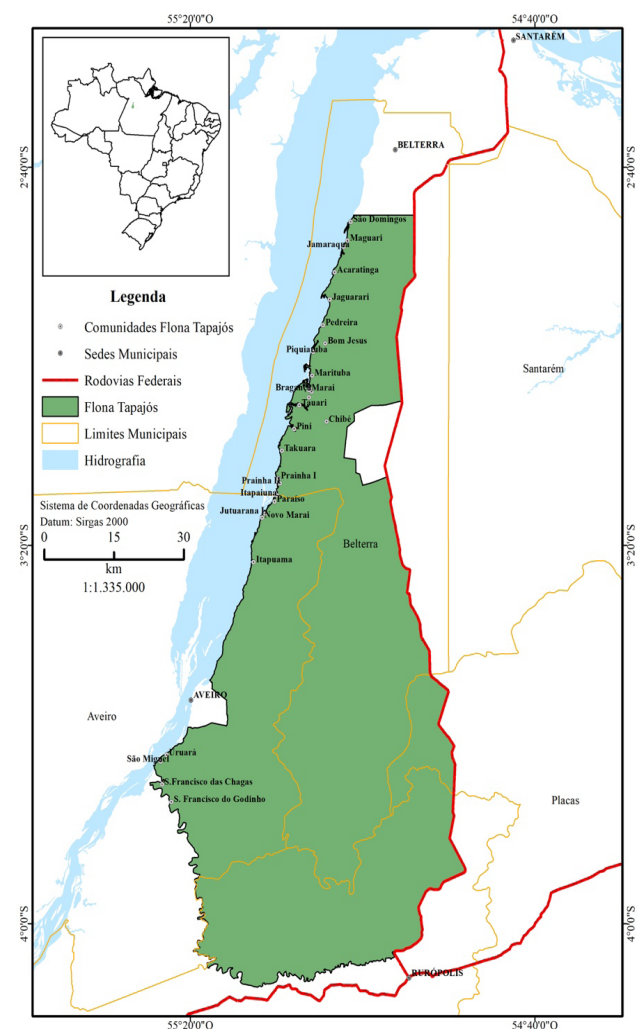 55°20'0"O
54°40'0"O
SANTARÉM
BELTERRA
2°40'0"S
2°40'0"S
São Domingos
Maguari
Jamaraquá
Acaratinga
Legenda
Jaguarari
Comunidades Flona Tapajós
Pedreira
Bom Jesus
Sedes Municipais
Piquiatuba
Rodovias Federais
Marituba
Santarém
Bragança
Marai
Flona Tapajós
Tauari
Chibé
Limites Municipais
Pini
Hidrografia
Takuara
Prainha I
Prainha II
Itapaiuna
Paraíso
Sistema de Coordenadas Geográficas
Jutuarana
Novo Marai
Datum: Sirgas 2000
0 15 30
km
1:1.335.000
Belterra
3°20'0"S
3°20'0"S
Itapuama
AVEIRO
Aveiro
Uruará
São Miguel
S.Francisco das Chagas
S. Francisco do Godinho
Placas
4°0'0"S
4°0'0"S
RURÓPOLIS
55°20'0"O
54°40'0"O